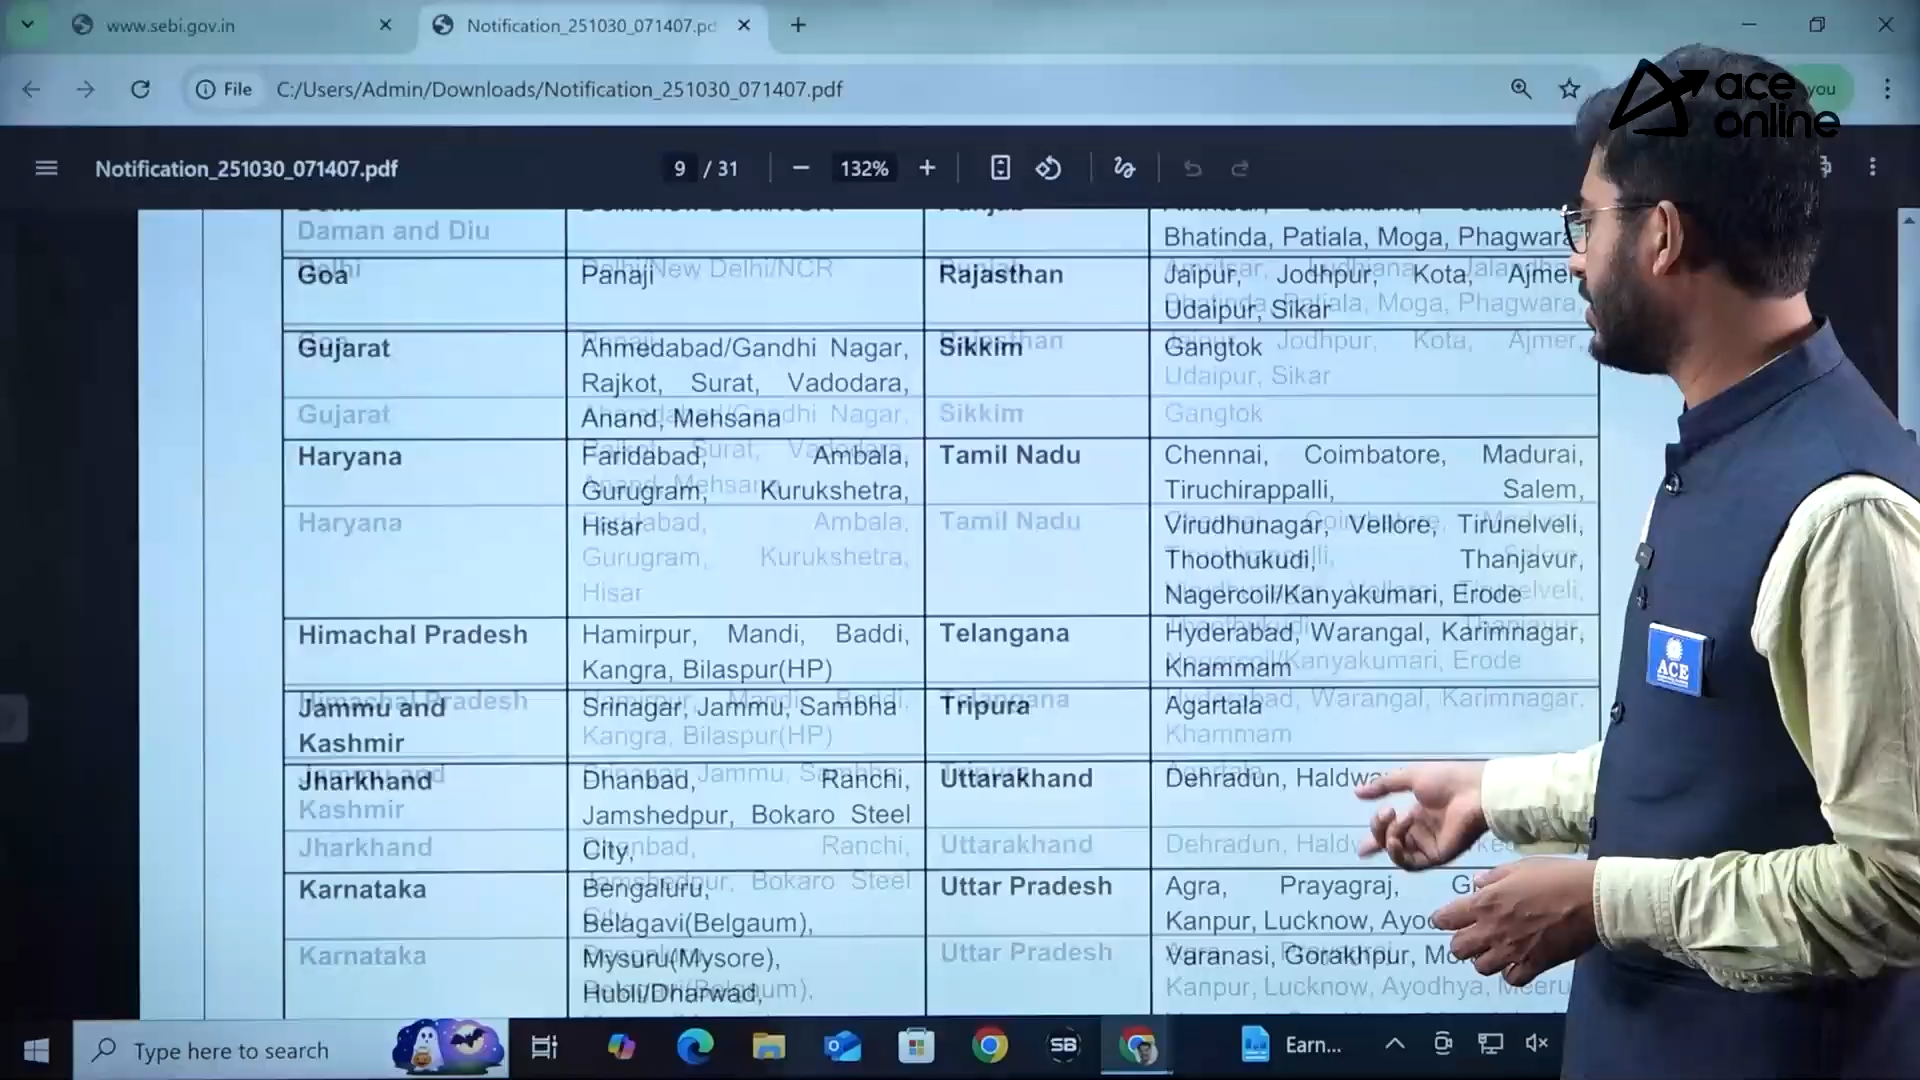 www.sebi.gov.in
Notification_251030_071407.pd
File
C:/Users/Admin/Downloads/Notification_251030_071407.pdf
you
ace
online
Notification_251030_071407.pdf
9 / 31
132%
Daman and Diu
Bhatinda, Patiala, Moga, Phagwara
Goa
Panaji
Rajasthan
Jaipur, Jodhpur, Kota, Ajmer
Udaipur, Sikar
Gujarat
Ahmedabad/Gandhi Nagar,
Rajkot, Surat, Vadodara,
Anand, Mehsana
Sikkim
Gangtok
Haryana
Faridabad, Ambala,
Gurugram, Kurukshetra,
Hisar
Tamil Nadu
Chennai, Coimbatore, Madurai,
Tiruchirappalli, Salem,
Virudhunagar, Vellore, Tirunelveli,
Thoothukudi, Thanjavur,
Nagercoil/Kanyakumari, Erode
Himachal Pradesh
Hamirpur, Mandi, Baddi,
Kangra, Bilaspur(HP)
Telangana
Hyderabad, Warangal, Karimnagar,
Khammam
Jammu and
Kashmir
Srinagar, Jammu, Sambha
Tripura
Agartala
Jharkhand
Dhanbad, Ranchi,
Jamshedpur, Bokaro Steel
City,
Uttarakhand
Dehradun,
Karnataka
Bengaluru,
Belagavi(Belgaum),
Mysuru(Mysore),
Hubli/Dharwad,
Uttar Pradesh
Agra, Prayagraj,
Kanpur, Lucknow,
Varanasi, Gorakhpur,
ACE
Type here to search
SB
Earn...